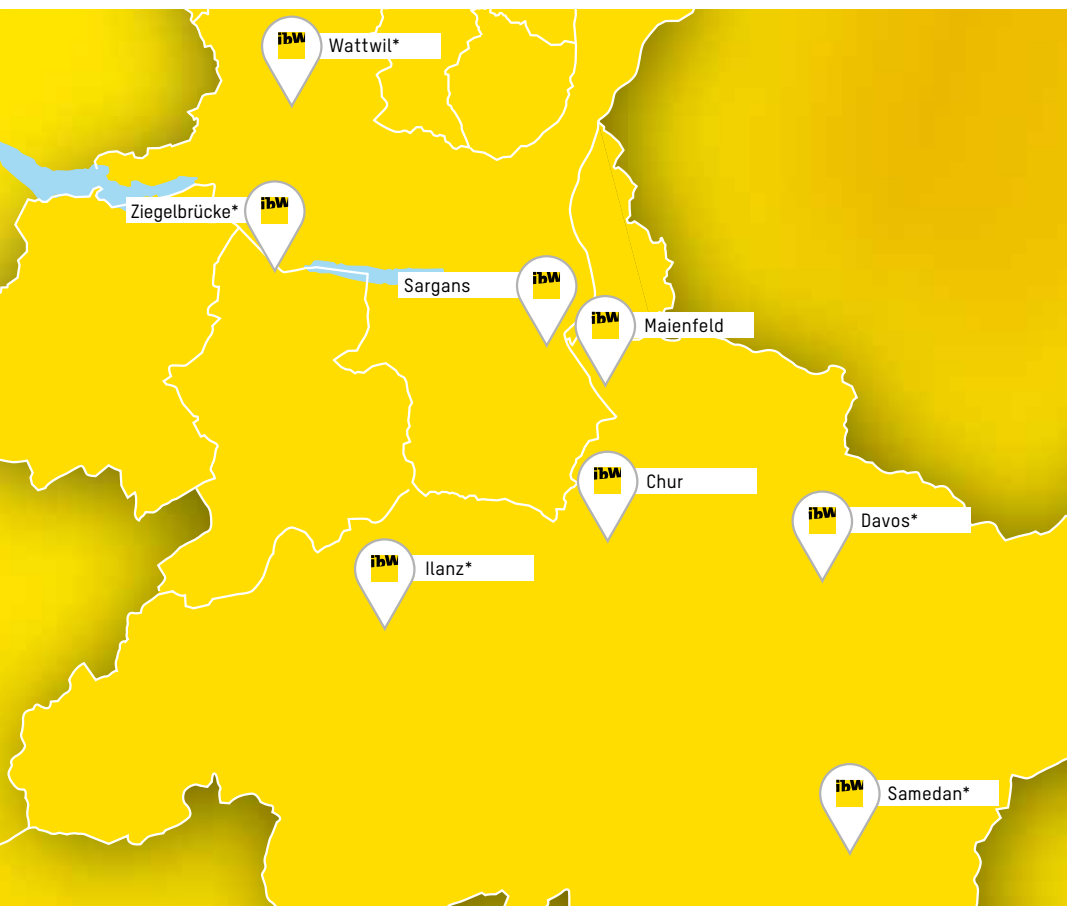 ibW
Wattwil*
Ziegelbrücke*
ibW
Sargans
ibW
ibW
Maienfeld
ibW
Chur
ibW
Davos*
ibW
Ilanz*
ibW
Samedan*